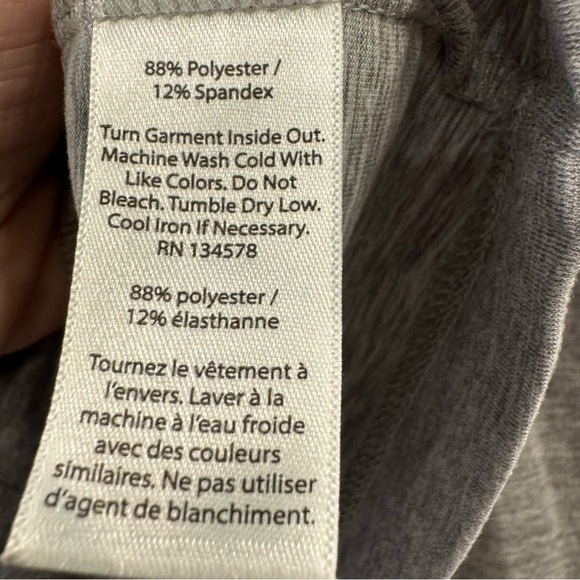 88% Polyester /
12% Spandex
Turn Garment Inside Out.
Machine Wash Cold With
Like Colors. Do Not
Bleach. Tumble Dry Low.
Cool Iron If Necessary.
RN 134578
88% polyester /
12% élasthanne
Tournez le vêtement à
l'envers. Laver à la
machine à l'eau froide
avec des couleurs
similaires. Ne pas utiliser
d'agent de blanchiment.